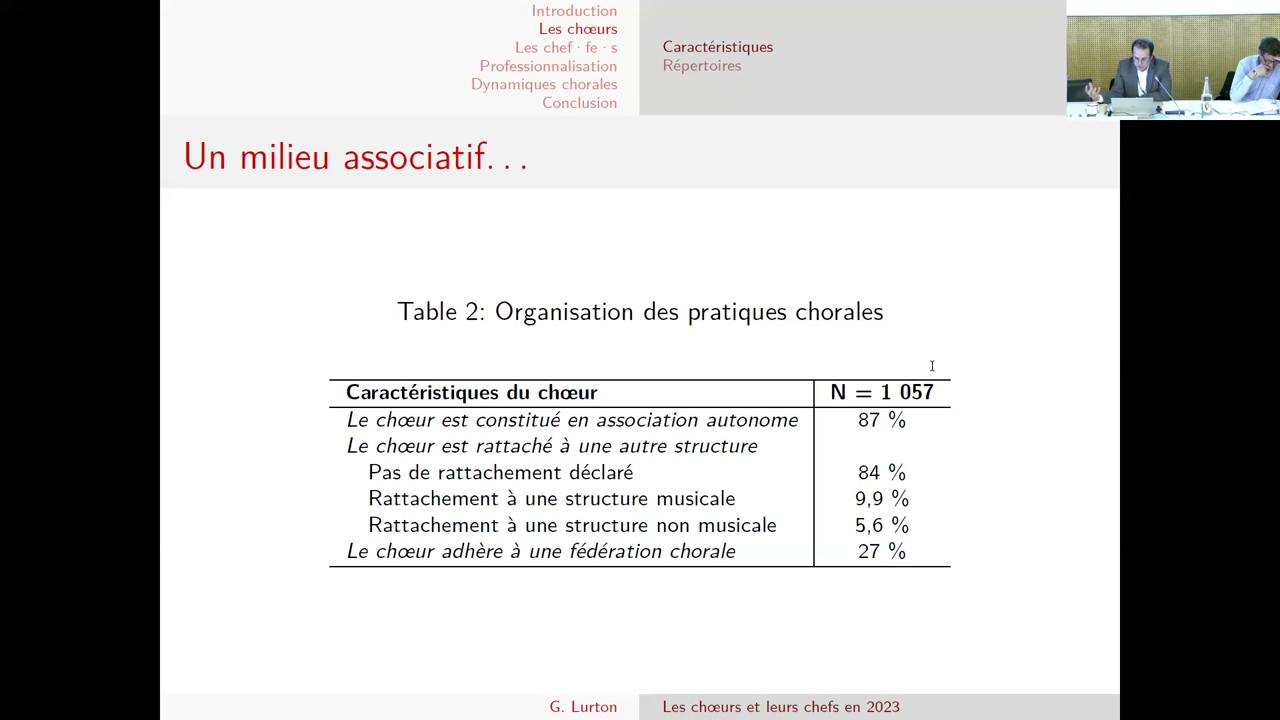 Introduction
Les chœurs
Les chef · fe · s
Professionnalisation
Dynamiques chorales
Conclusion
Caractéristiques
Répertoires
Un milieu associatif. . .
Table 2: Organisation des pratiques chorales
Caractéristiques du chœur N = 1 057
Le chœur est constitué en association autonome 87 %
Le chœur est rattaché à une autre structure
Pas de rattachement déclaré 84 %
Rattachement à une structure musicale 9,9 %
Rattachement à une structure non musicale 5,6 %
Le chœur adhère à une fédération chorale 27 %
G. Lurton Les chœurs et leurs chefs en 2023